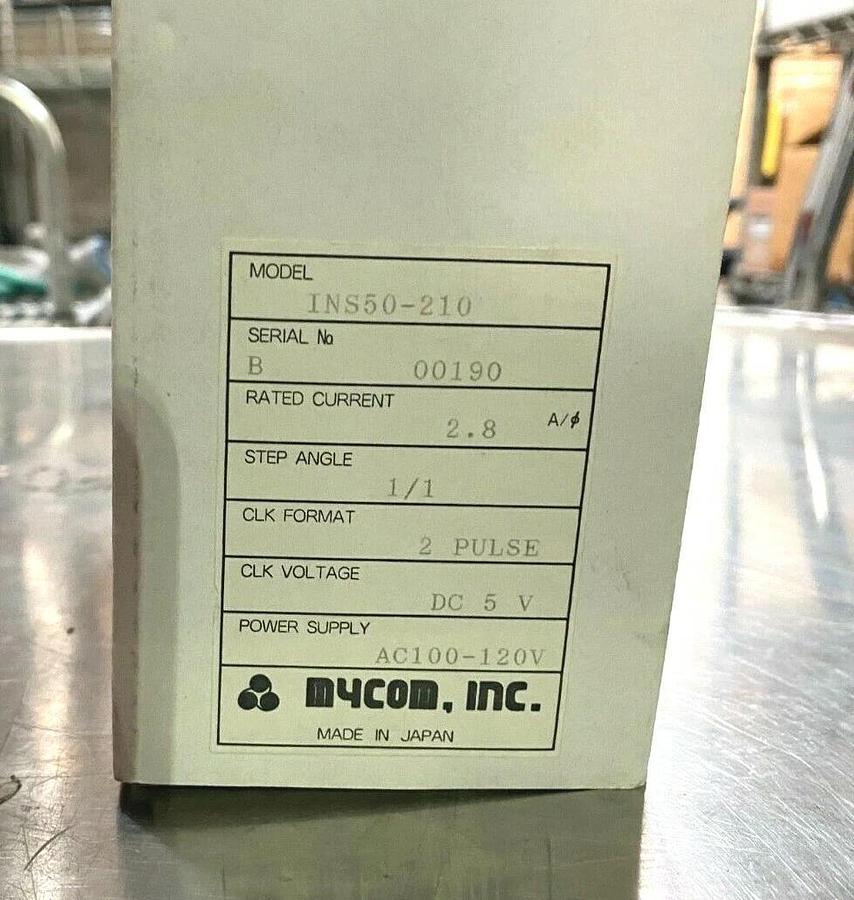 MODEL
INS50-210
SERIAL No
B 00190
RATED CURRENT
2.8 A/ϕ
STEP ANGLE
1/1
CLK FORMAT
2 PULSE
CLK VOLTAGE
DC 5 V
POWER SUPPLY
AC100-120V
MYCOM, INC.
MADE IN JAPAN